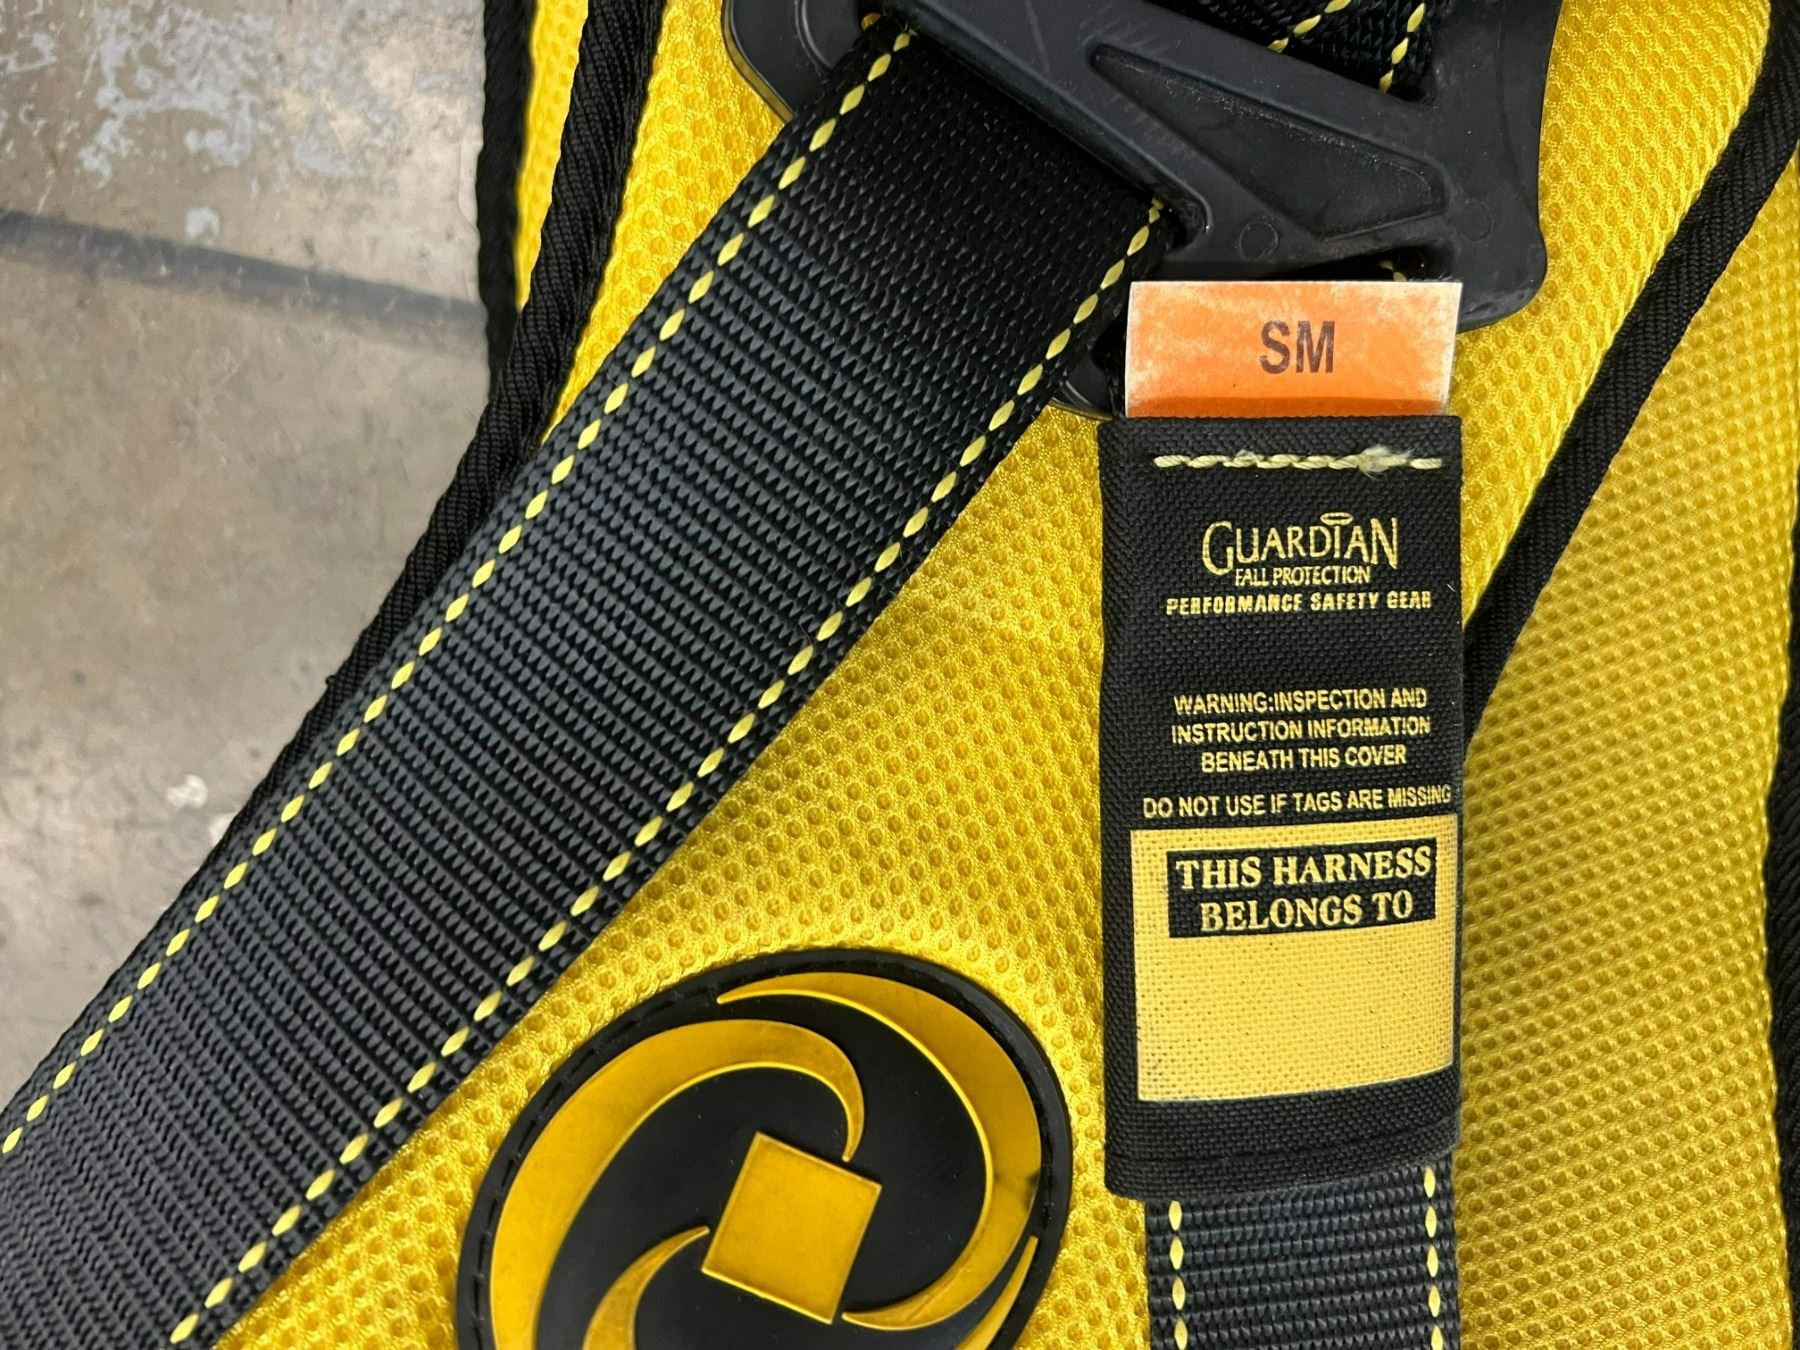 SM
GUARDIAN
FALL PROTECTION
PERFORMANCE SAFETY GEAR
WARNING:INSPECTION AND
INSTRUCTION INFORMATION
BENEATH THIS COVER
DO NOT USE IF TAGS ARE MISSING
THIS HARNESS
BELONGS TO